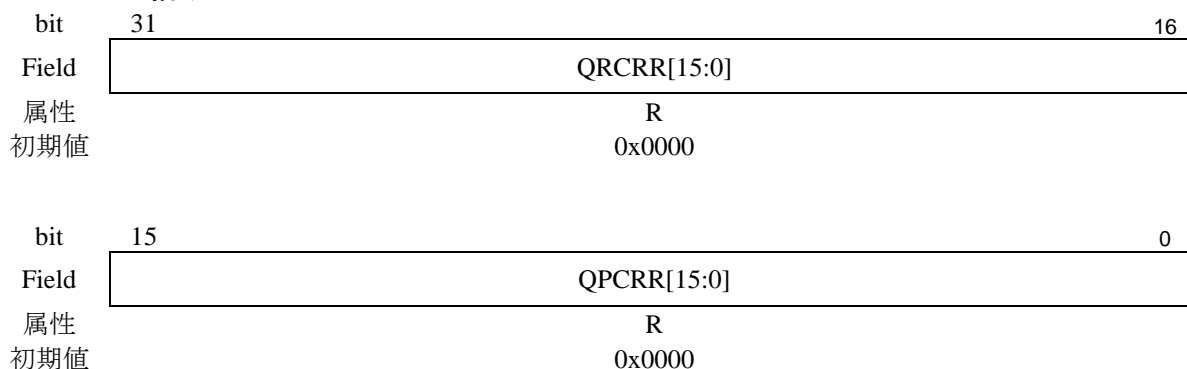 bit 31 16
Field QRCRR[15:0]
属性 R
初期値 0x0000
bit 15 0
Field QPCRR[15:0]
属性 R
初期値 0x0000